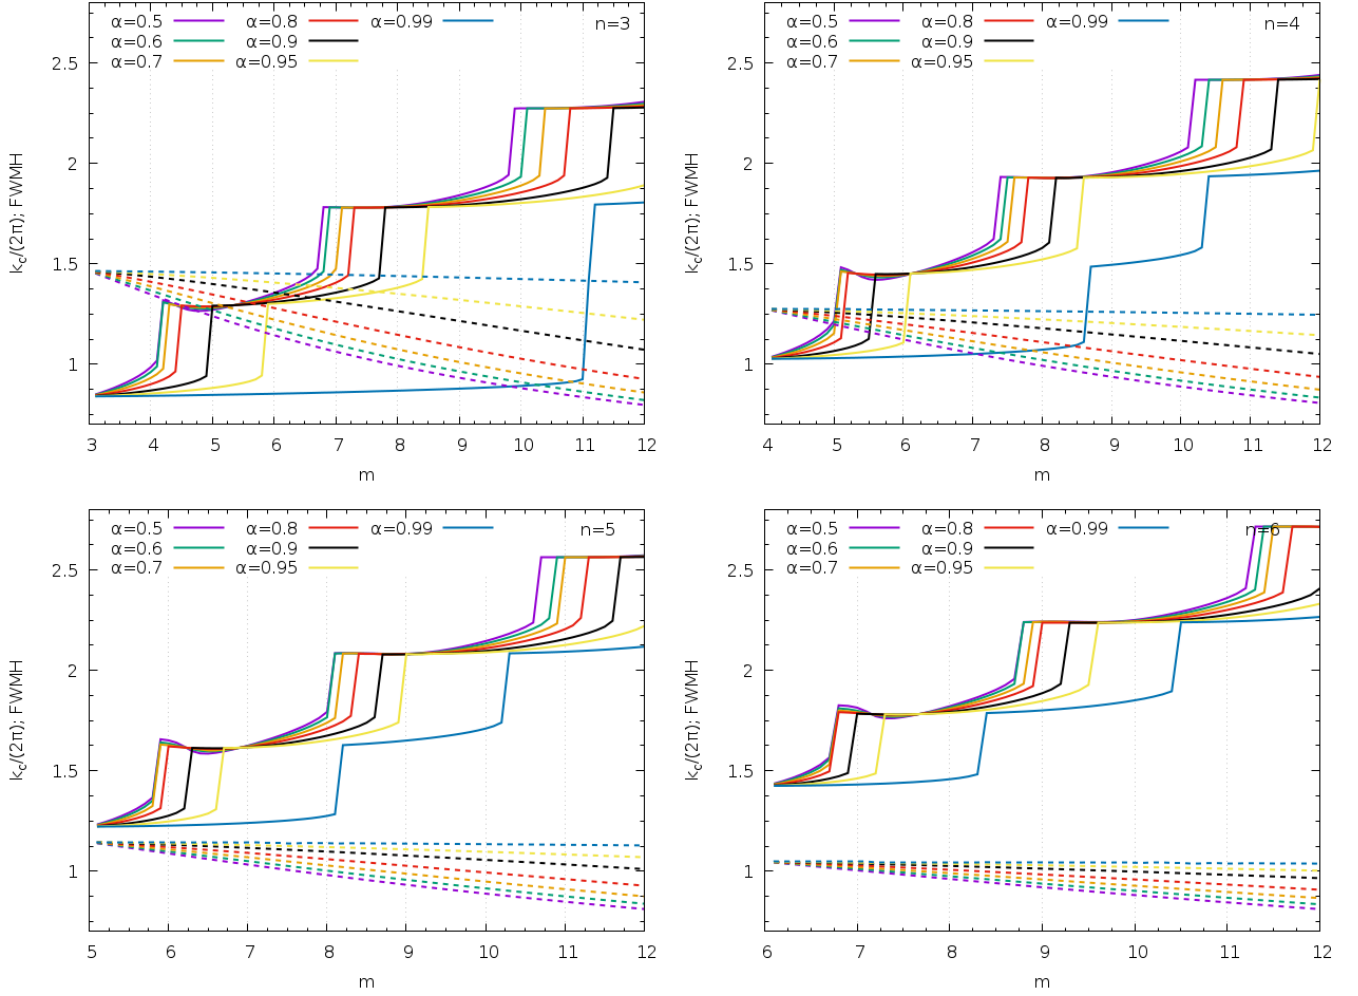 α=0.5 α=0.8 α=0.99 n=3
α=0.6 α=0.9
α=0.7 α=0.95
2.5
2
1.5
1
k_c/(2π); FWMH
3 4 5 6 7 8 9 10 11 12
m
α=0.5 α=0.8 α=0.99 n=4
α=0.6 α=0.9
α=0.7 α=0.95
2.5
2
1.5
1
k_c/(2π); FWMH
4 5 6 7 8 9 10 11 12
m
α=0.5 α=0.8 α=0.99 n=5
α=0.6 α=0.9
α=0.7 α=0.95
2.5
2
1.5
1
k_c/(2π); FWMH
5 6 7 8 9 10 11 12
m
α=0.5 α=0.8 α=0.99 n=6
α=0.6 α=0.9
α=0.7 α=0.95
2.5
2
1.5
1
k_c/(2π); FWMH
6 7 8 9 10 11 12
m